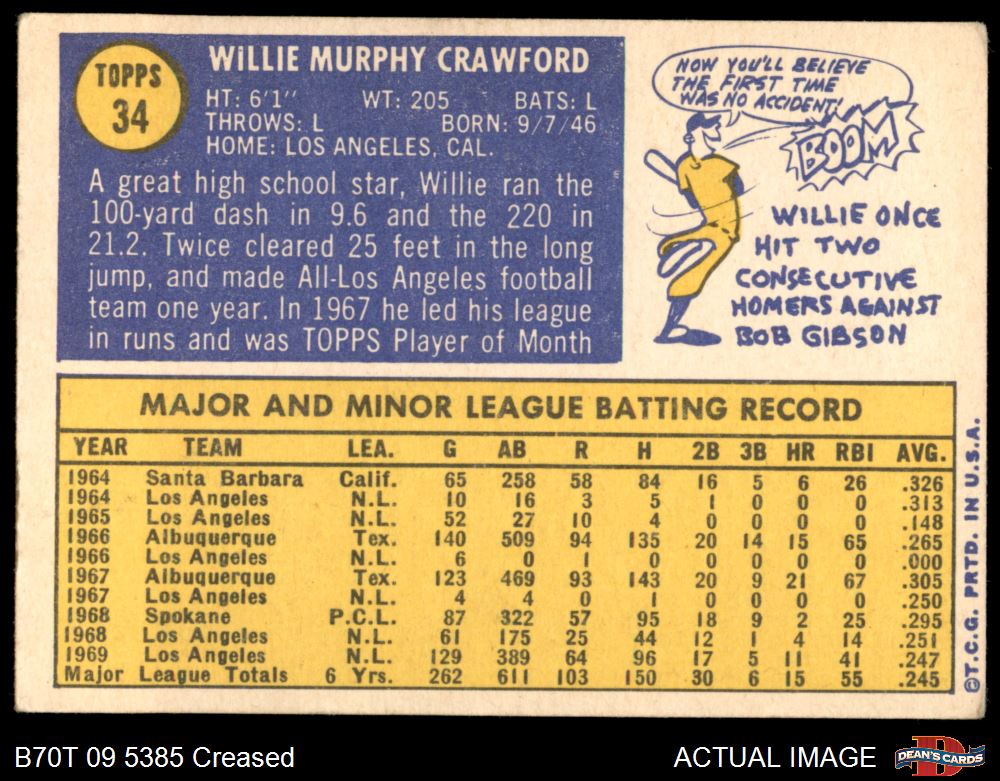 TOPPS
34
WILLIE MURPHY CRAWFORD
HT: 6'1" WT: 205 BATS: L
THROWS: L BORN: 9/7/46
HOME: LOS ANGELES, CAL.
A great high school star, Willie ran the
100-yard dash in 9.6 and the 220 in
21.2. Twice cleared 25 feet in the long
jump, and made All-Los Angeles football
team one year. In 1967 he led his league
in runs and was TOPPS Player of Month
NOW YOU'LL BELIEVE
THE FIRST TIME
WAS NO ACCIDENT!
BOOM
WILLIE ONCE
HIT TWO
CONSECUTIVE
HOMERS AGAINST
BOB GIBSON
MAJOR AND MINOR LEAGUE BATTING RECORD
YEAR TEAM LEA. G AB R H 2B 3B HR RBI AVG.
1964 Santa Barbara Calif. 65 258 58 84 16 5 6 26 .326
1964 Los Angeles N.L. 10 16 3 5 1 0 0 0 .313
1965 Los Angeles N.L. 52 27 10 4 0 0 0 0 .148
1966 Albuquerque Tex. 140 509 94 135 20 14 15 65 .265
1966 Los Angeles N.L. 6 0 1 0 0 0 0 0 .000
1967 Albuquerque Tex. 123 469 93 143 20 9 21 67 .305
1967 Los Angeles N.L. 4 4 0 1 0 0 0 0 .250
1968 Spokane P.C.L. 87 322 57 95 18 9 2 25 .295
1968 Los Angeles N.L. 61 175 25 44 12 1 4 14 .251
1969 Los Angeles N.L. 129 389 64 96 17 5 11 41 .247
Major League Totals 6 Yrs. 262 611 103 150 30 6 15 55 .245
©T.C.G. PRTD. IN U.S.A.
B70T 09 5385 Creased
ACTUAL IMAGE
D
DEAN'S CARDS